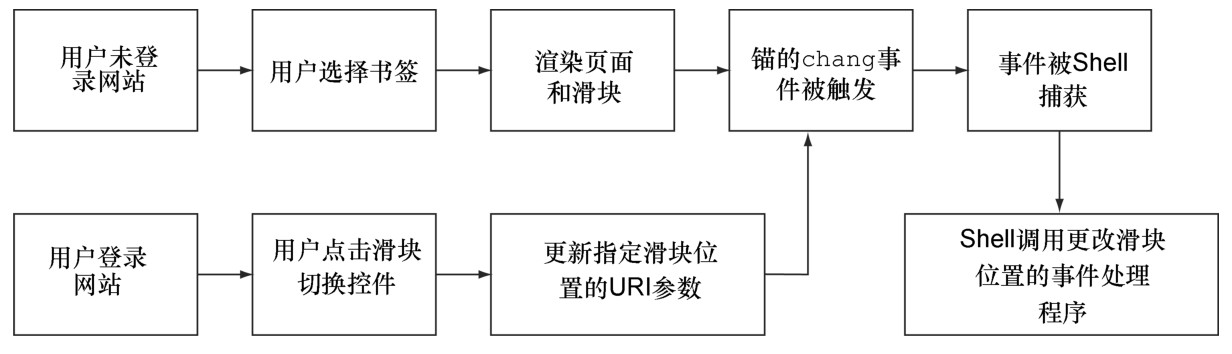 用户未登
录网站
用户选择书签
渲染页面
和滑块
锚的chang事
件被触发
事件被Shell
捕获
用户登录
网站
用户点击滑块
切换控件
更新指定滑块位
置的URI参数
Shell调用更改滑块
位置的事件处理
程序